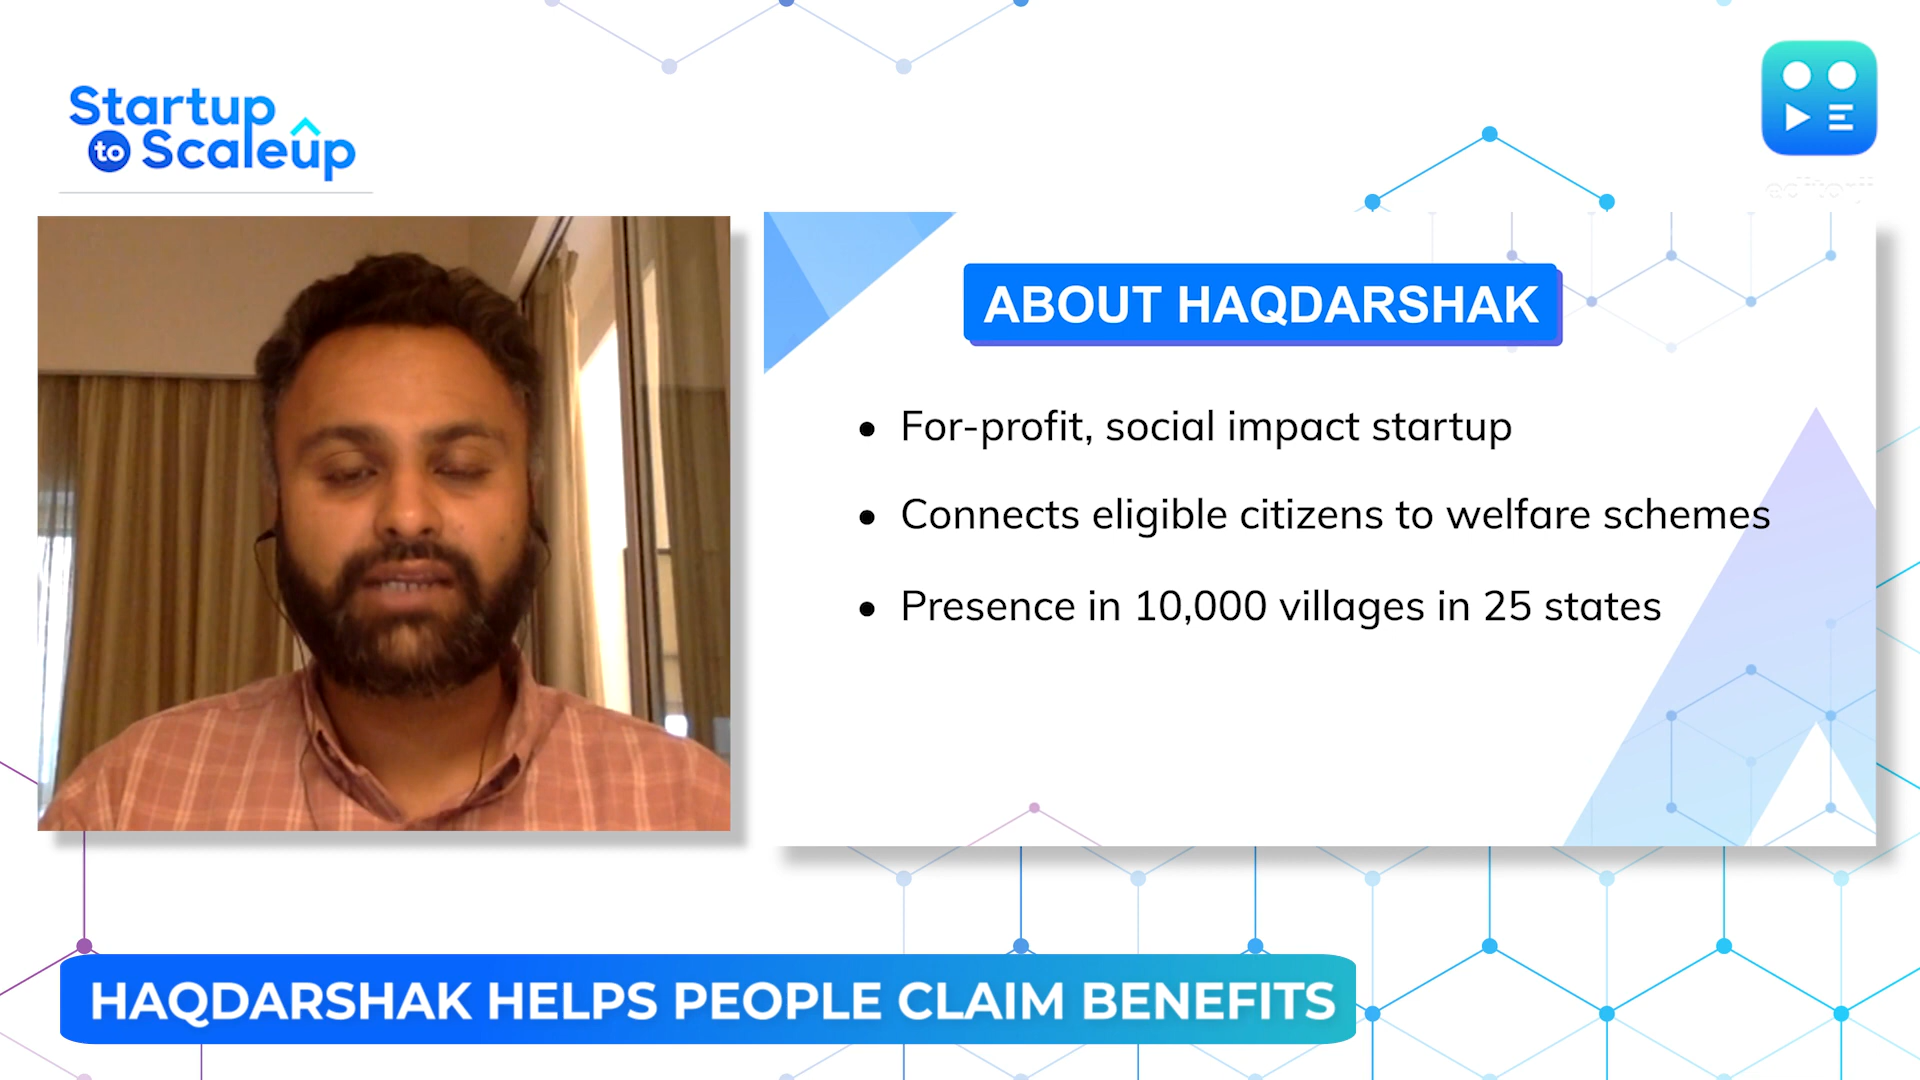 Startup
to Scaleup
editorji
ABOUT HAQDARSHAK
• For-profit, social impact startup
• Connects eligible citizens to welfare schemes
• Presence in 10,000 villages in 25 states
HAQDARSHAK HELPS PEOPLE CLAIM BENEFITS